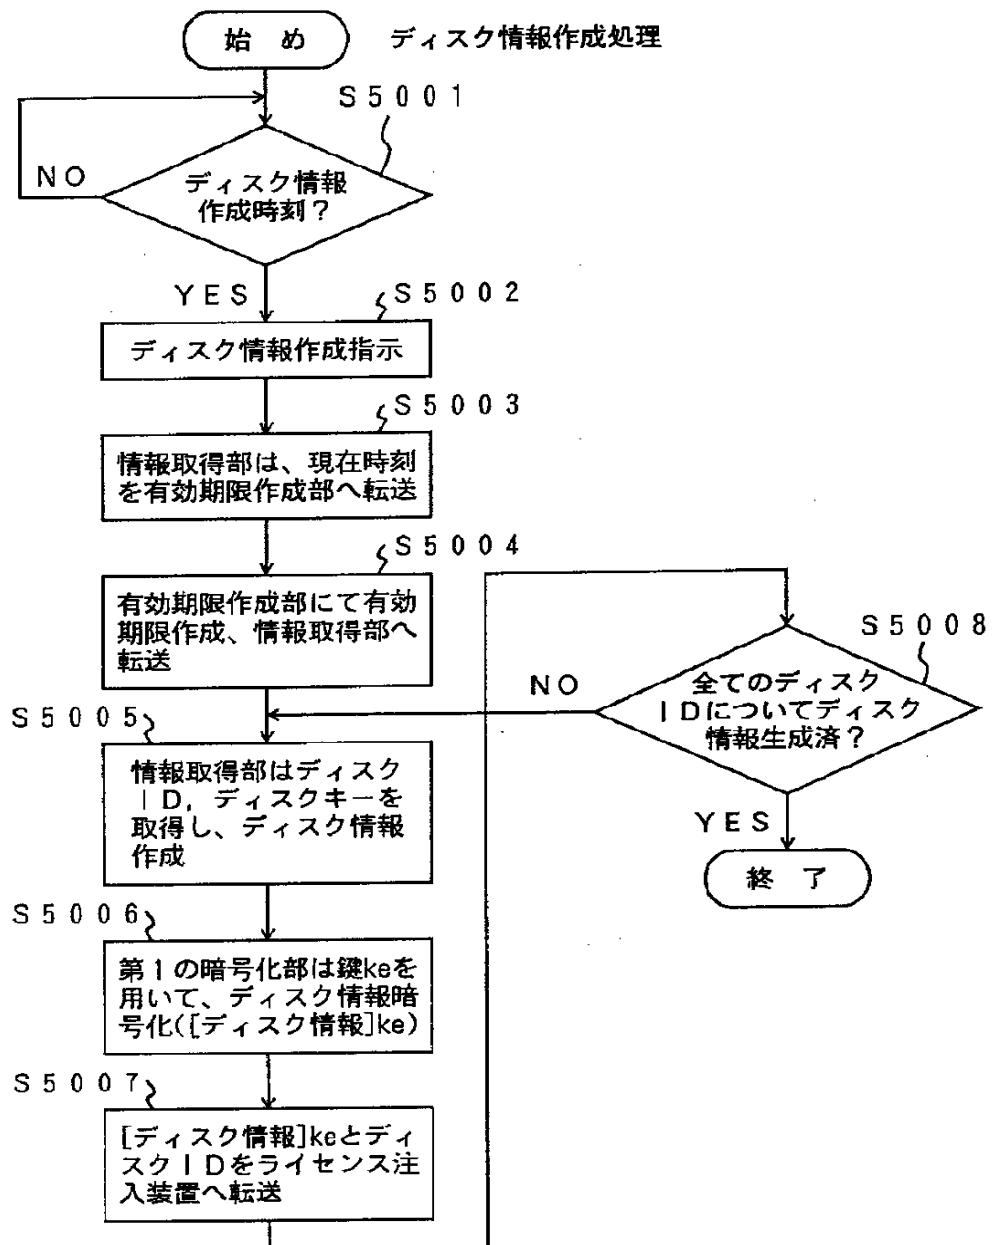 始 め
ディスク情報作成処理
S5001
NO
ディスク情報
作成時刻？
YES
S5002
ディスク情報作成指示
S5003
情報取得部は、現在時刻
を有効期限作成部へ転送
S5004
有効期限作成部にて有効
期限作成、情報取得部へ
転送
S5005
情報取得部はディスク
ＩＤ，ディスクキーを
取得し、ディスク情報
作成
S5006
第１の暗号化部は鍵keを
用いて、ディスク情報暗
号化([ディスク情報]ke)
S5007
[ディスク情報]keとディ
スクＩＤをライセンス注
入装置へ転送
S5008
NO
全てのディスク
ＩＤについてディスク
情報生成済？
YES
終 了